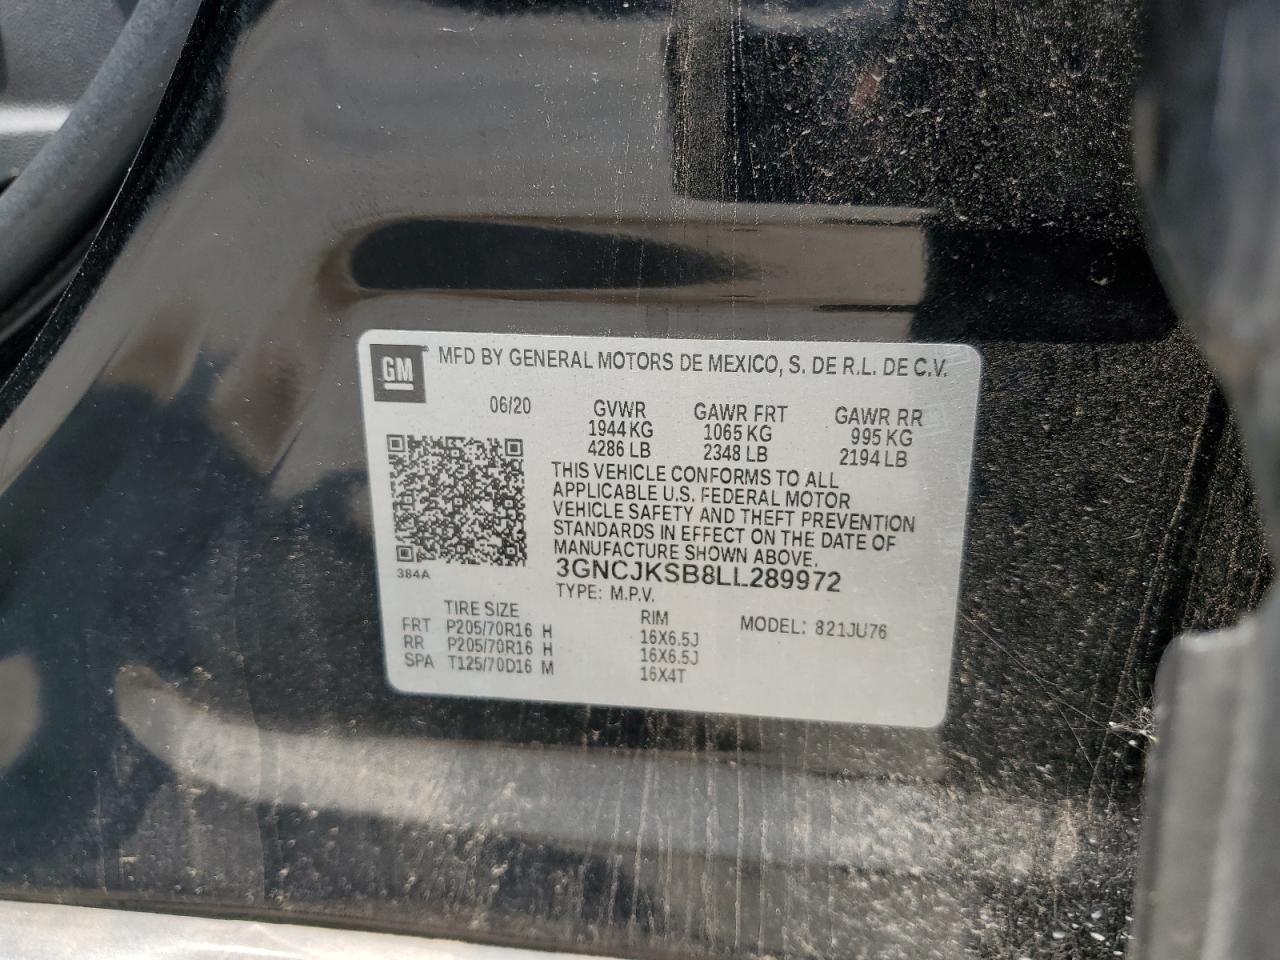 GM MFD BY GENERAL MOTORS DE MEXICO, S. DE R.L. DE C.V.
06/20 GVWR GAWR FRT GAWR RR
1944 KG 1065 KG 995 KG
4286 LB 2348 LB 2194 LB
THIS VEHICLE CONFORMS TO ALL
APPLICABLE U.S. FEDERAL MOTOR
VEHICLE SAFETY AND THEFT PREVENTION
STANDARDS IN EFFECT ON THE DATE OF
MANUFACTURE SHOWN ABOVE.
384A
3GNCJKSB8LL289972
TYPE: M.P.V.
TIRE SIZE RIM MODEL: 821JU76
FRT P205/70R16 H 16X6.5J
RR P205/70R16 H 16X6.5J
SPA T125/70D16 M 16X4T